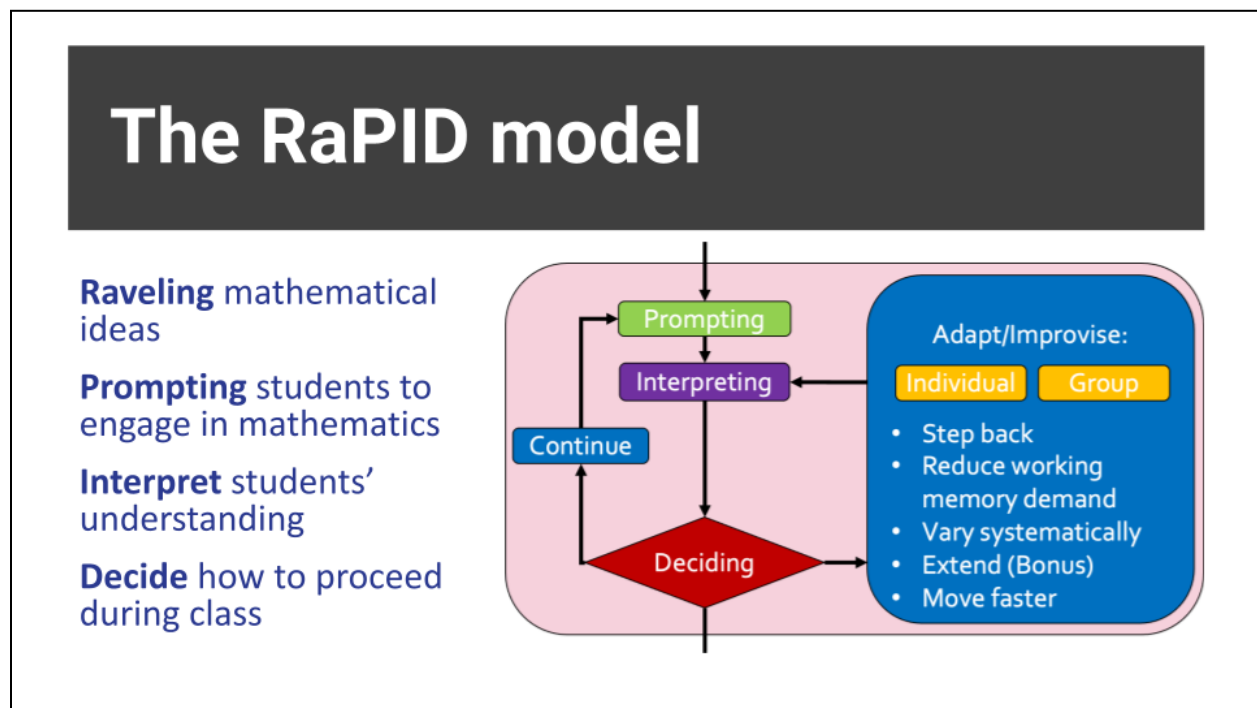 The RaPID model
Raveling mathematical
ideas
Prompting students to
engage in mathematics
Interpret students’
understanding
Decide how to proceed
during class
Prompting
Interpreting
Continue
Deciding
Adapt/Improvise:
Individual
Group
• Step back
• Reduce working
memory demand
• Vary systematically
• Extend (Bonus)
• Move faster